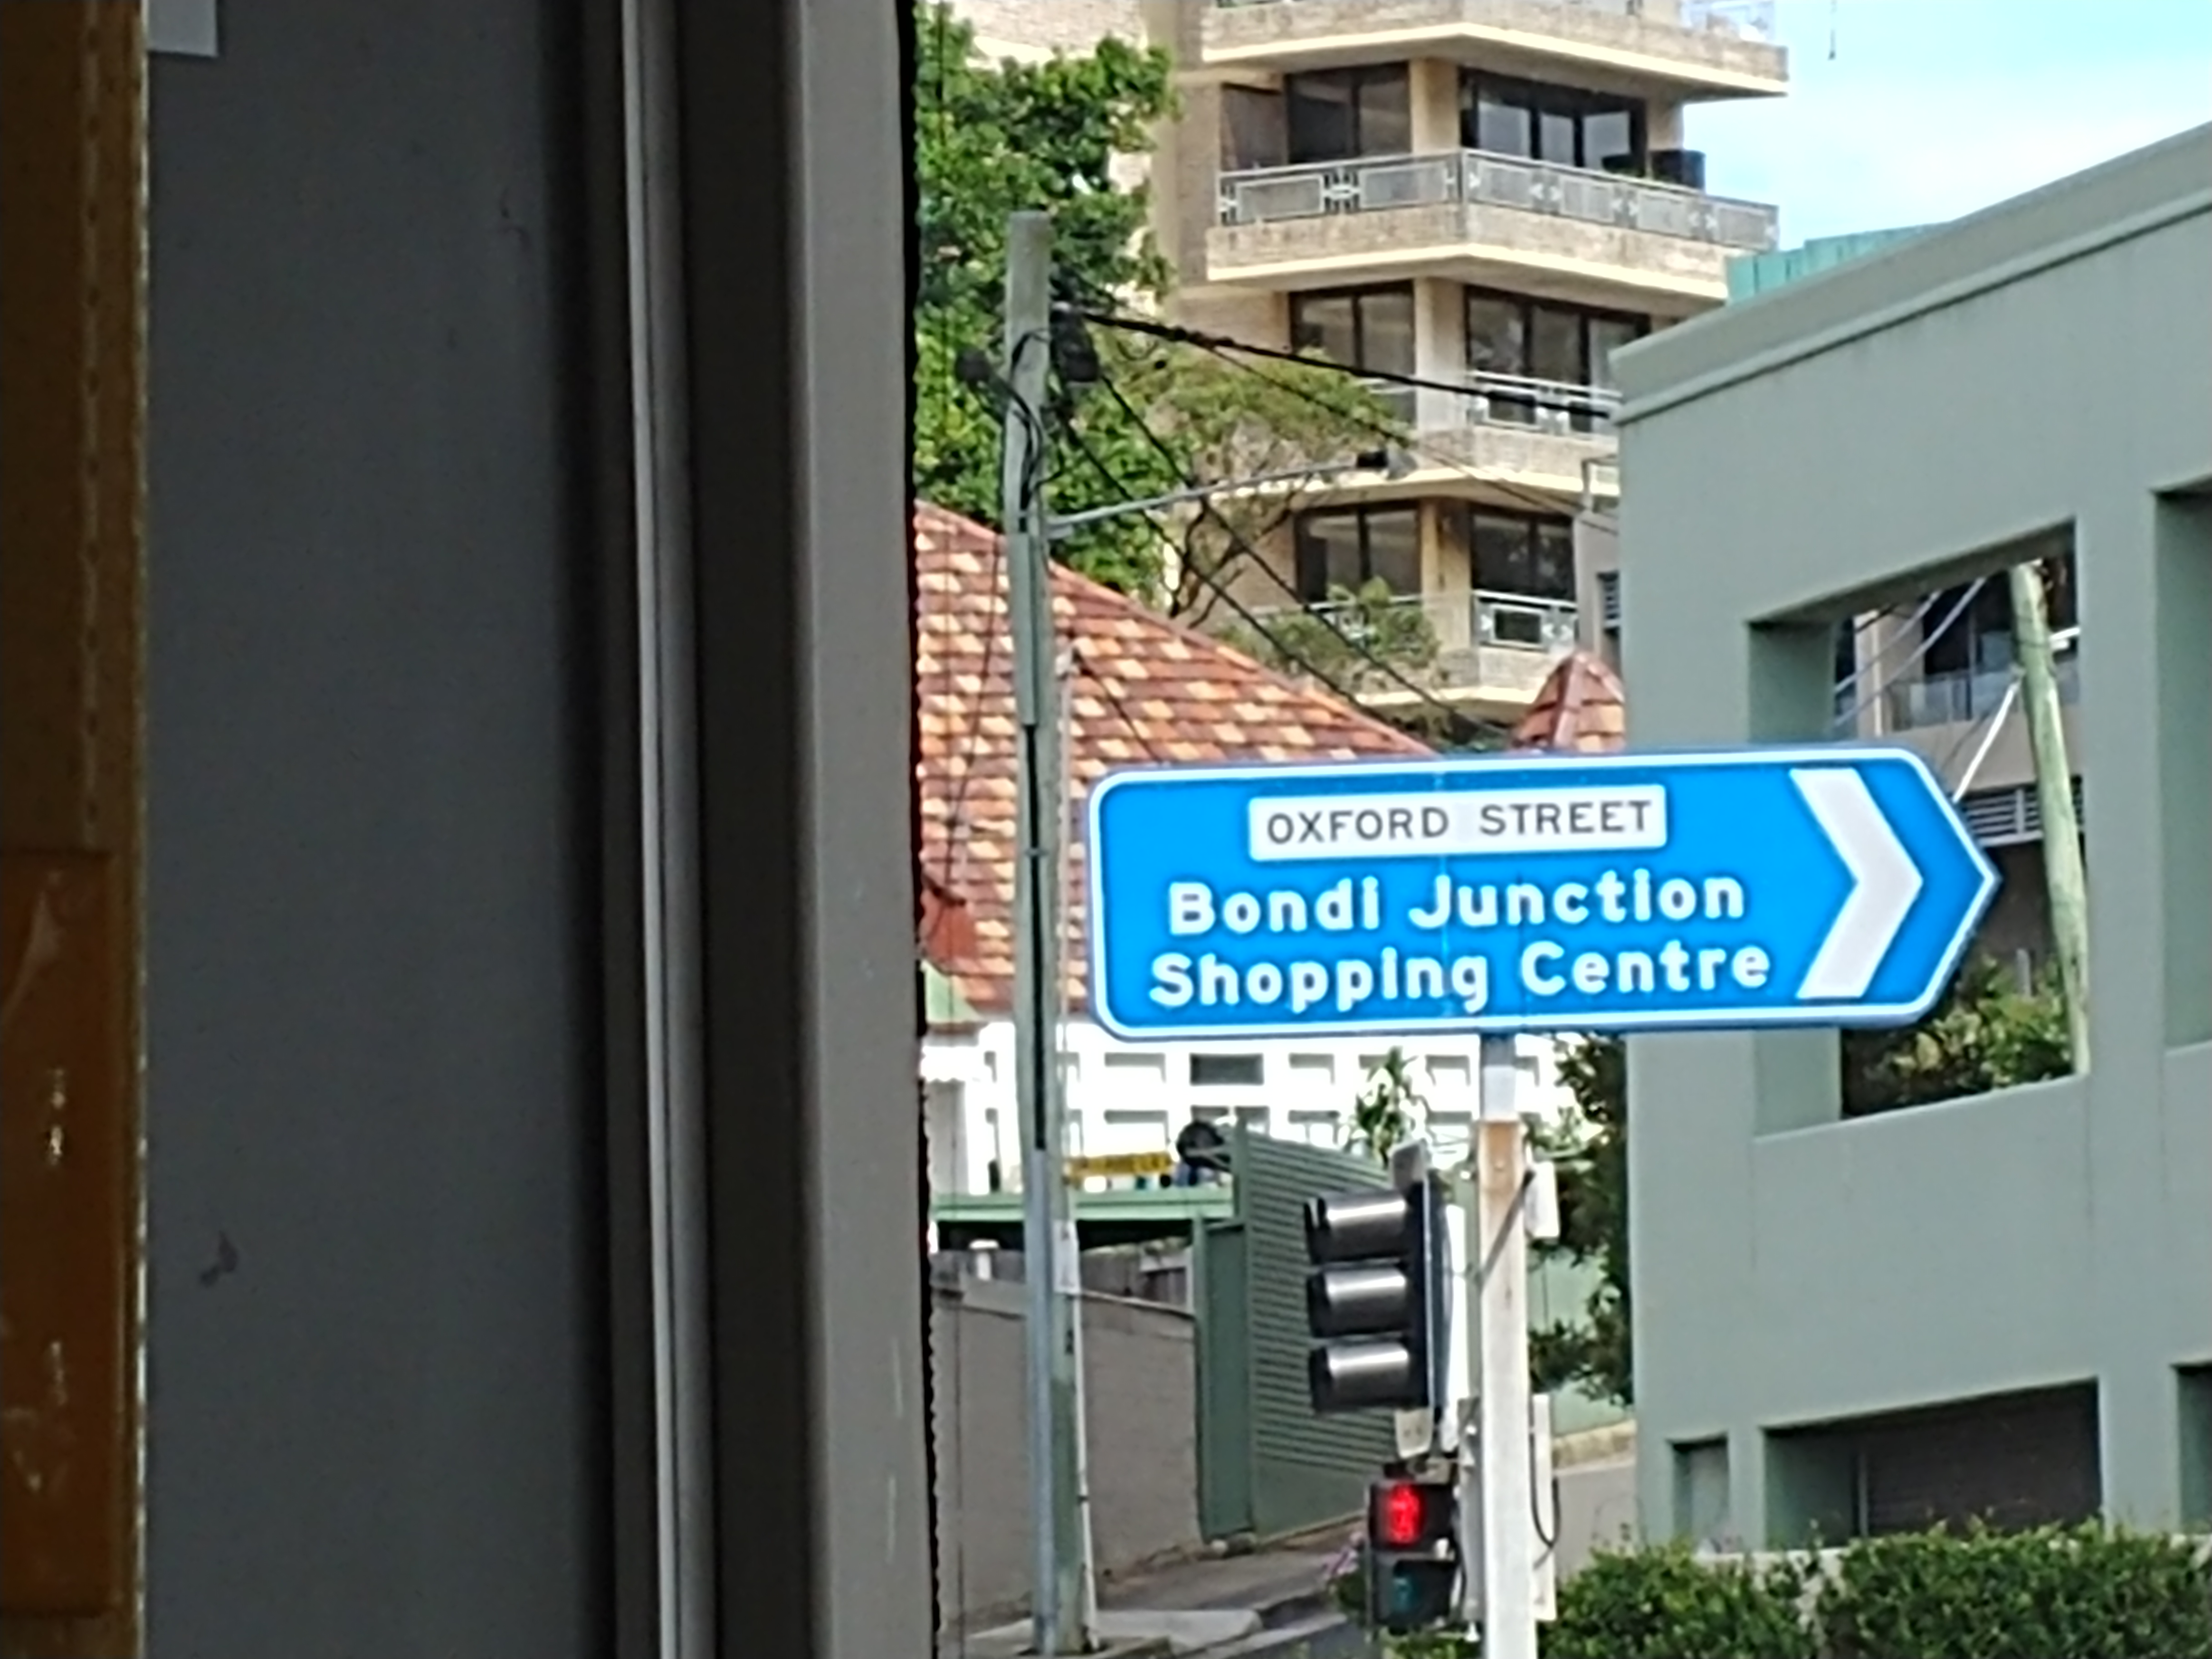 OXFORD STREET
Bondi Junction
Shopping Centre